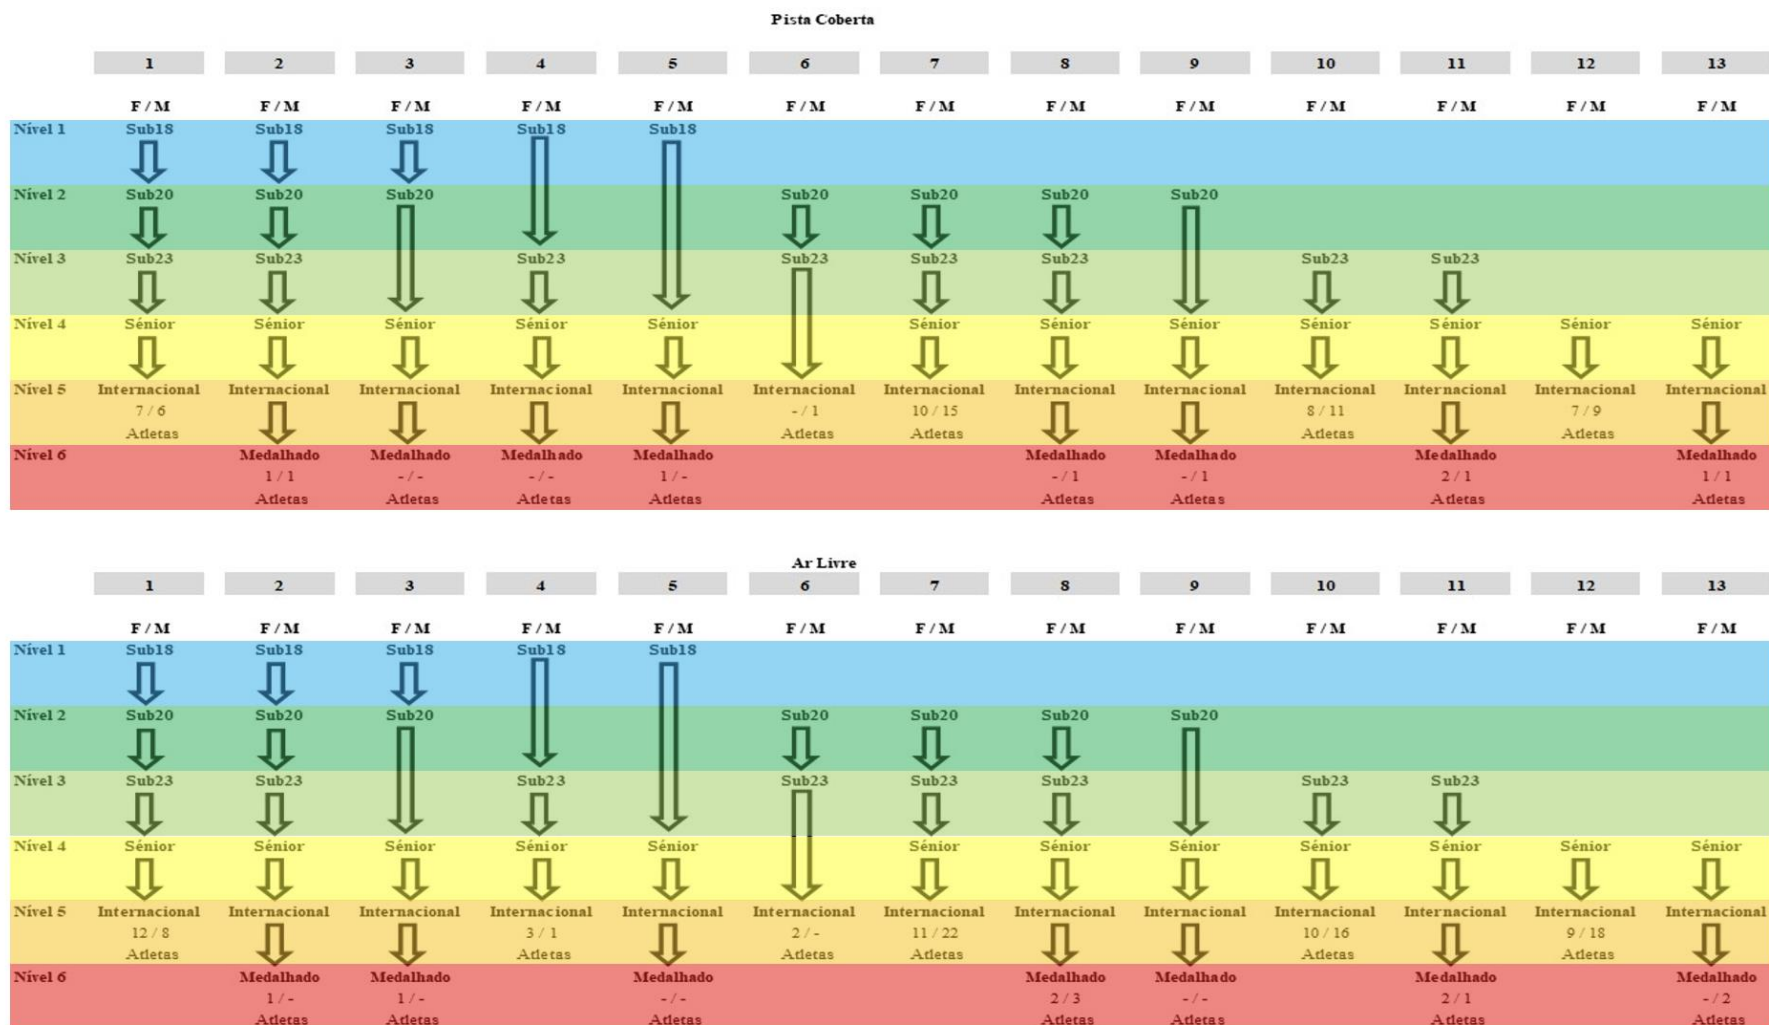 Pista Coberta
1 2 3 4 5 6 7 8 9 10 11 12 13
F / M F / M F / M F / M F / M F / M F / M F / M F / M F / M F / M F / M F / M
Nível 1 Sub18 Sub18 Sub18 Sub18 Sub18
Nível 2 Sub20 Sub20 Sub20 Sub20 Sub20 Sub20 Sub20
Nível 3 Sub23 Sub23 Sub23 Sub23 Sub23 Sub23 Sub23 Sub23
Nível 4 Sénior Sénior Sénior Sénior Sénior Sénior Sénior Sénior Sénior Sénior Sénior Sénior
Nível 5 Internacional Internacional Internacional Internacional Internacional Internacional Internacional Internacional Internacional Internacional Internacional Internacional Internacional
7 / 6 - / 1 10 / 15 8 / 11 7 / 9
Atletas Atletas Atletas Atletas Atletas
Nível 6 Medalhado Medalhado Medalhado Medalhado Medalhado Medalhado Medalhado Medalhado
1 / 1 - / - - / - 1 / - - / 1 - / 1 2 / 1 1 / 1
Atletas Atletas Atletas Atletas Atletas Atletas Atletas Atletas
Ar Livre
1 2 3 4 5 6 7 8 9 10 11 12 13
F / M F / M F / M F / M F / M F / M F / M F / M F / M F / M F / M F / M F / M
Nível 1 Sub18 Sub18 Sub18 Sub18 Sub18
Nível 2 Sub20 Sub20 Sub20 Sub20 Sub20 Sub20 Sub20
Nível 3 Sub23 Sub23 Sub23 Sub23 Sub23 Sub23 Sub23 Sub23
Nível 4 Sénior Sénior Sénior Sénior Sénior Sénior Sénior Sénior Sénior Sénior Sénior Sénior
Nível 5 Internacional Internacional Internacional Internacional Internacional Internacional Internacional Internacional Internacional Internacional Internacional Internacional Internacional
12 / 8 3 / 1 2 / - 11 / 22 10 / 16 9 / 18
Atletas Atletas Atletas Atletas Atletas Atletas
Nível 6 Medalhado Medalhado Medalhado Medalhado Medalhado Medalhado Medalhado
1 / - 1 / - - / - 2 / 3 - / - 2 / 1 - / 2
Atletas Atletas Atletas Atletas Atletas Atletas Atletas